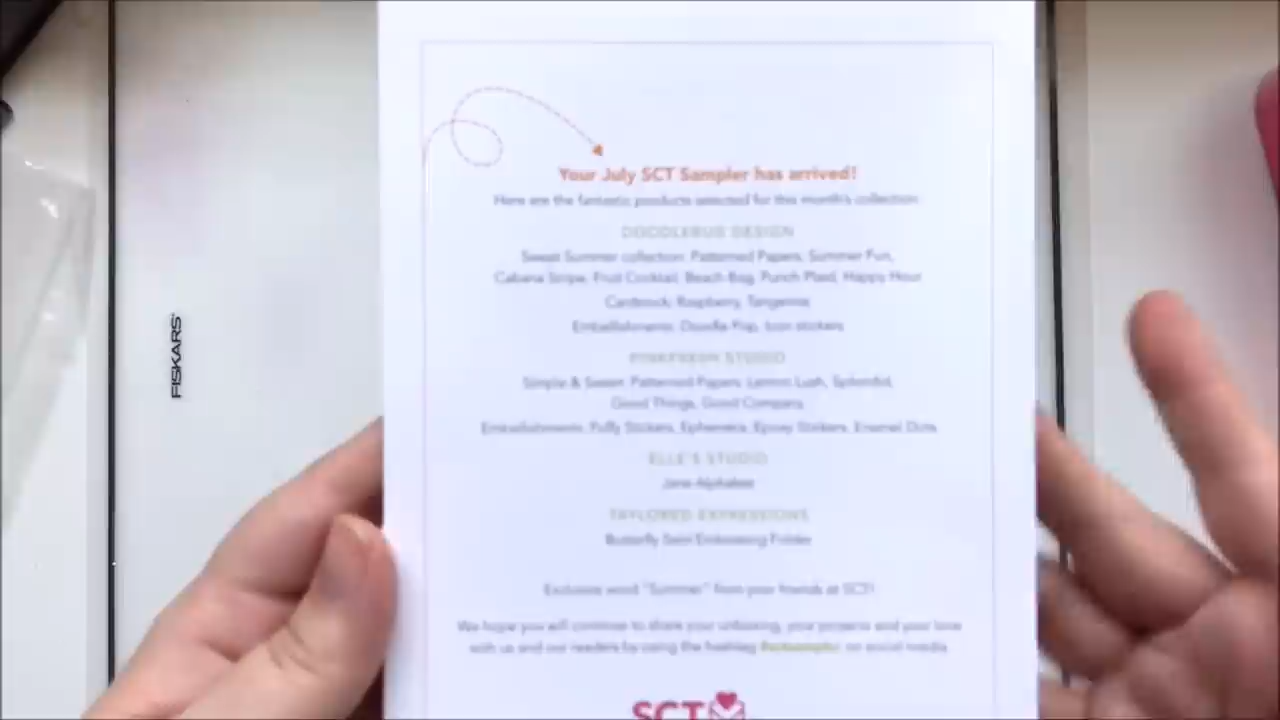 FISKARS
Your July SCT Sampler has arrived!
Here are the fantastic products selected for this month's collection:
DOODLEBUG DESIGN
Sweet Summer collection: Patterned Papers, Summer Fun,
Cabana Stripe, Fruit Cocktail, Beach Bag, Punch Plaid, Happy Hour
Cardstock: Raspberry, Tangerine
Embellishments: Doodle Pop, Icon stickers
PINKFRESH STUDIO
Simple & Sweet: Patterned Papers: Lemon Lush, Splendid,
Good Things, Good Company
Embellishments: Puffy Stickers, Ephemera, Epoxy Stickers, Enamel Dots
ELLE'S STUDIO
Jane Alphabet
TAYLORED EXPRESSIONS
Butterfly Swirl Embossing Folder
Exclusive word "Summer" from your friends at SCT!
We hope you will continue to share your unboxing, your projects and your love
with us and our readers by using the hashtag #sctsampler on social media.
SCT